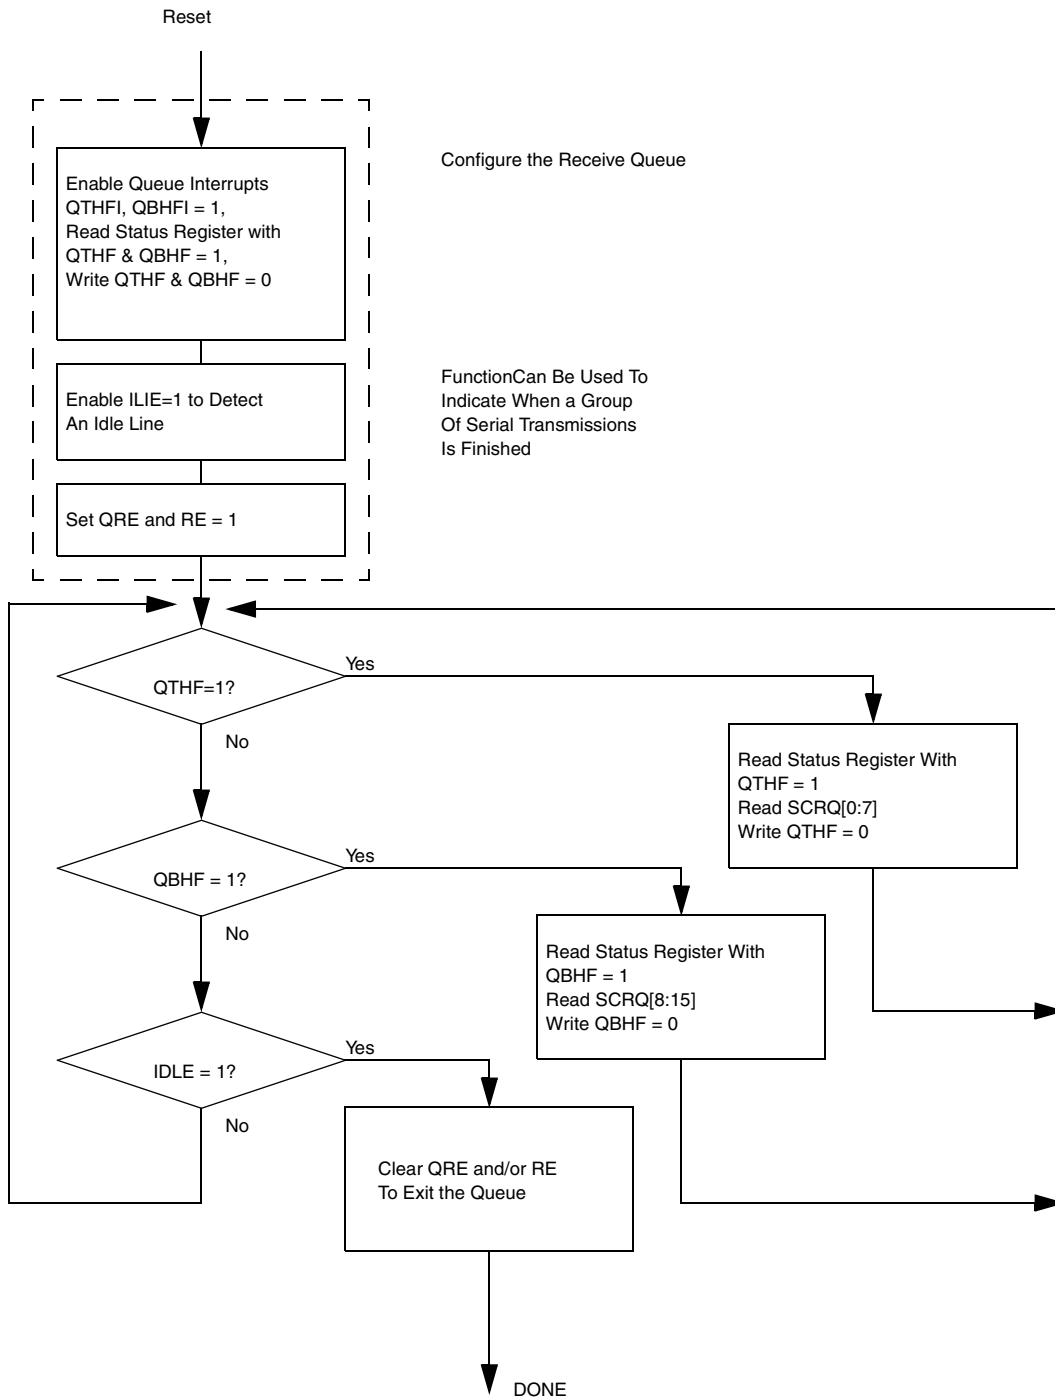 Reset
Configure the Receive Queue
Enable Queue Interrupts
QTHFI, QBHFI = 1,
Read Status Register with
QTHF & QBHF = 1,
Write QTHF & QBHF = 0
Enable ILIE=1 to Detect
An Idle Line
FunctionCan Be Used To
Indicate When a Group
Of Serial Transmissions
Is Finished
Set QRE and RE = 1
QTHF=1?
Yes
No
Read Status Register With
QTHF = 1
Read SCRQ[0:7]
Write QTHF = 0
QBHF = 1?
Yes
No
Read Status Register With
QBHF = 1
Read SCRQ[8:15]
Write QBHF = 0
IDLE = 1?
Yes
No
Clear QRE and/or RE
To Exit the Queue
DONE